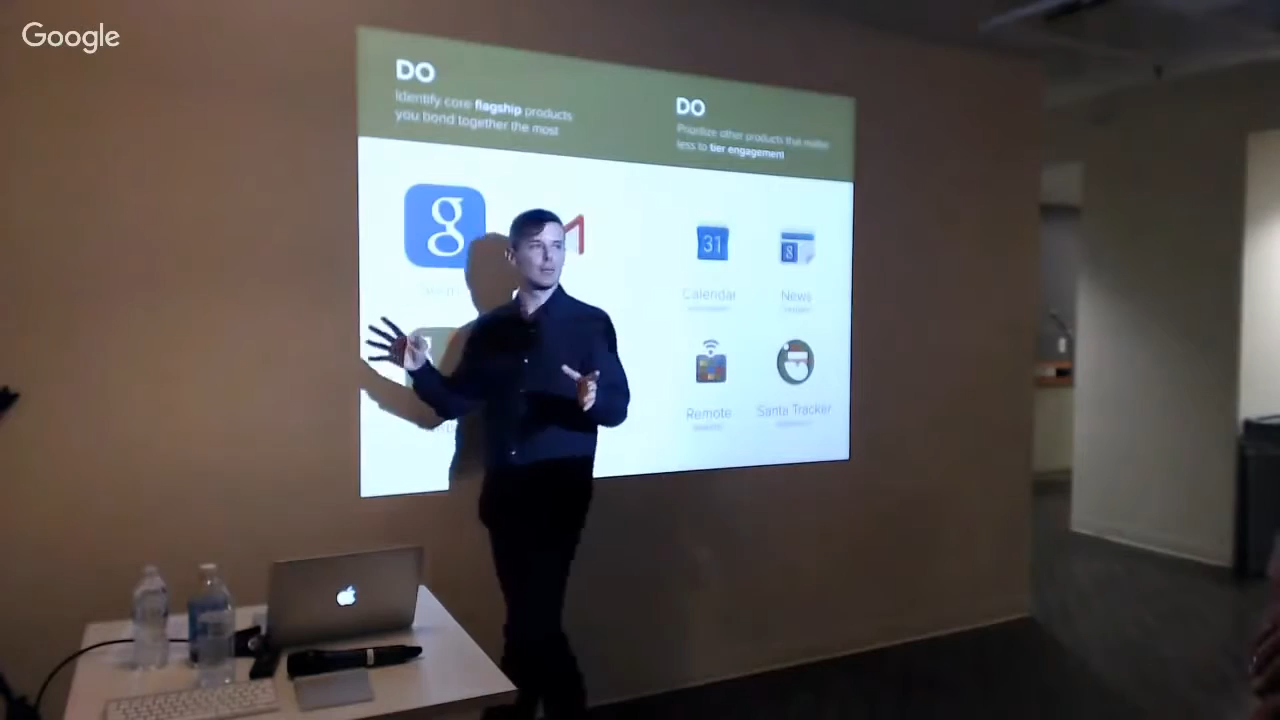 Google
DO
Identify core flagship products
you bond together the most
DO
Prioritize other products that matter
less to tier engagement
g
31
Calendar
g
News
Remote
Santa Tracker